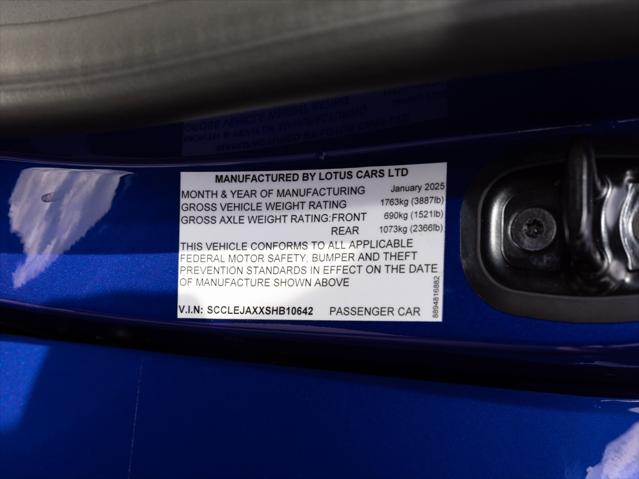 MANUFACTURED BY LOTUS CARS LTD
MONTH & YEAR OF MANUFACTURING January 2025
GROSS VEHICLE WEIGHT RATING 1763kg (3887lb)
GROSS AXLE WEIGHT RATING: FRONT 690kg (1521lb)
REAR 1073kg (2366lb)
THIS VEHICLE CONFORMS TO ALL APPLICABLE
FEDERAL MOTOR SAFETY, BUMPER AND THEFT
PREVENTION STANDARDS IN EFFECT ON THE DATE
OF MANUFACTURE SHOWN ABOVE
V.I.N: SCCLEJAXXSHB10642 PASSENGER CAR
8894816882